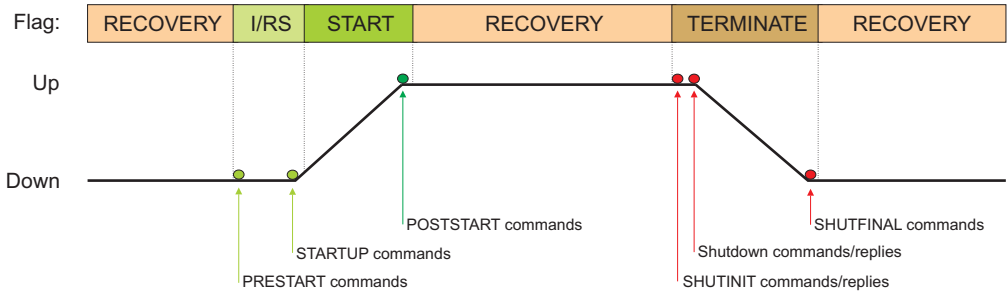 Flag: RECOVERY I/RS START RECOVERY TERMINATE RECOVERY
Up
Down
POSTSTART commands
SHUTFINAL commands
STARTUP commands
Shutdown commands/replies
PRESTART commands
SHUTINIT commands/replies